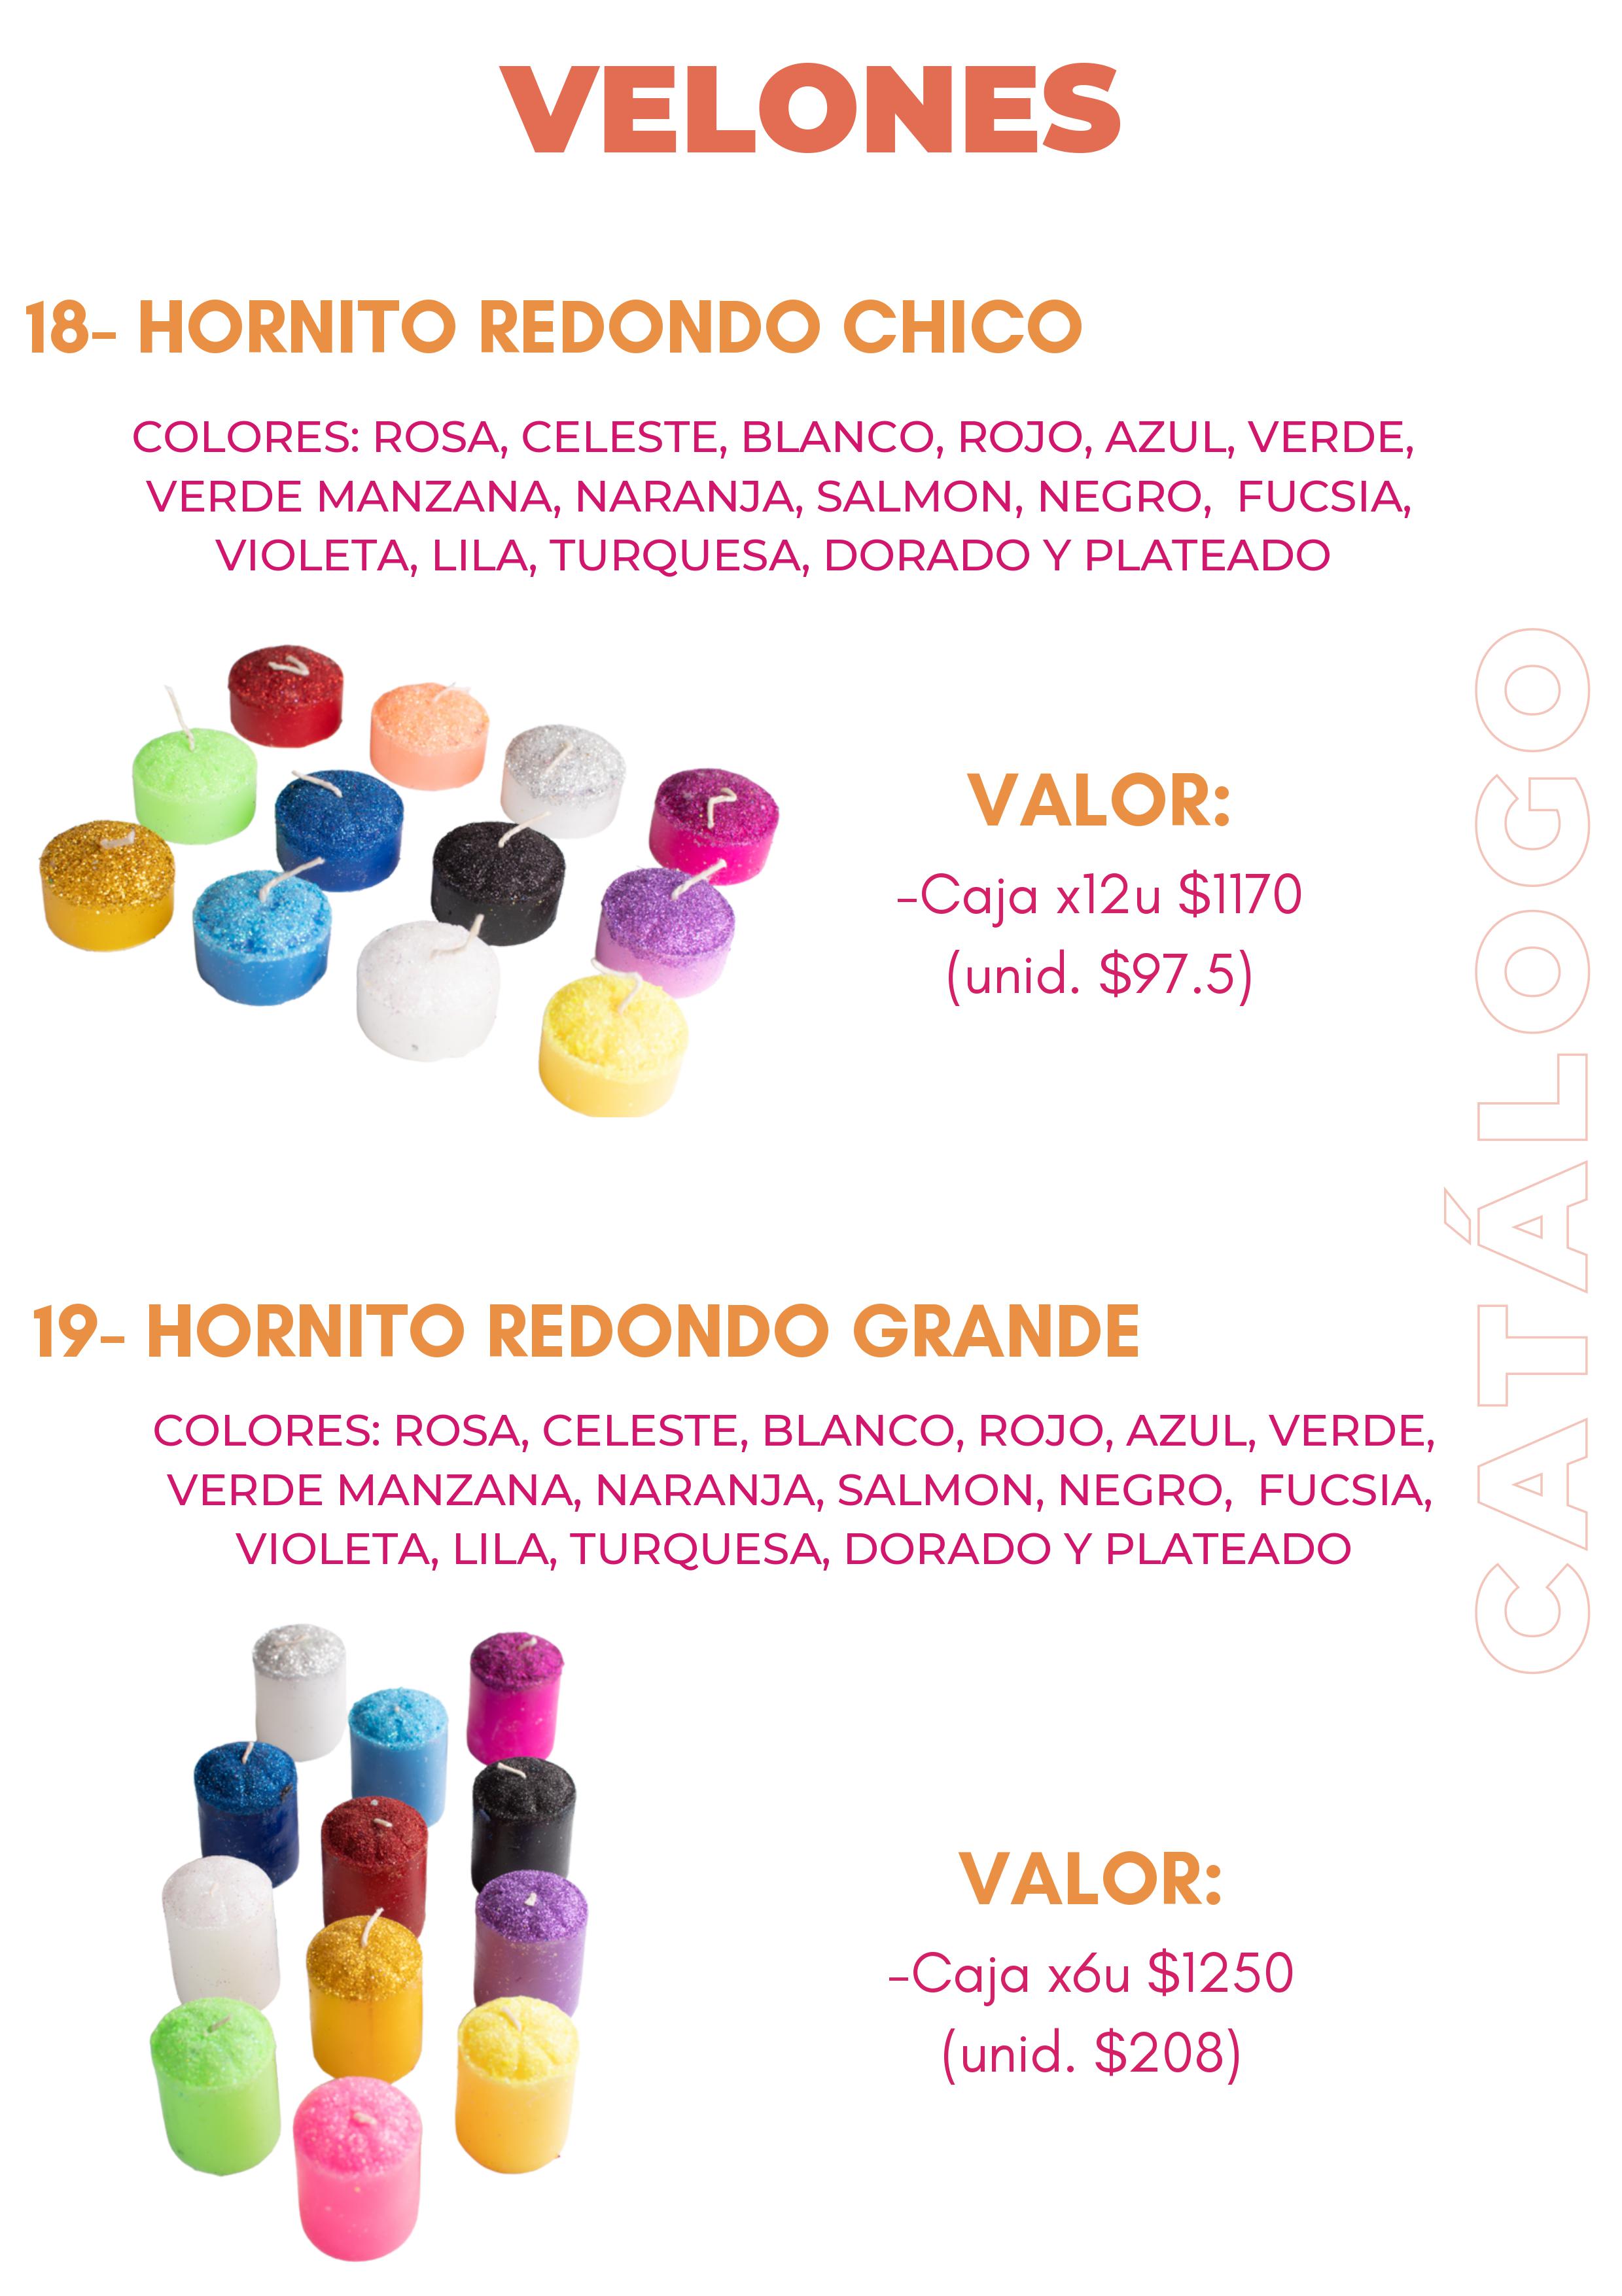 VELONES
18- HORNITO REDONDO CHICO
COLORES: ROSA, CELESTE, BLANCO, ROJO, AZUL, VERDE,
VERDE MANZANA, NARANJA, SALMON, NEGRO, FUCSIA,
VIOLETA, LILA, TURQUESA, DORADO Y PLATEADO
VALOR:
-Caja x12u $1170
(unid. $97.5)
19- HORNITO REDONDO GRANDE
COLORES: ROSA, CELESTE, BLANCO, ROJO, AZUL, VERDE,
VERDE MANZANA, NARANJA, SALMON, NEGRO, FUCSIA,
VIOLETA, LILA, TURQUESA, DORADO Y PLATEADO
VALOR:
-Caja x6u $1250
(unid. $208)
CATÁLOGO